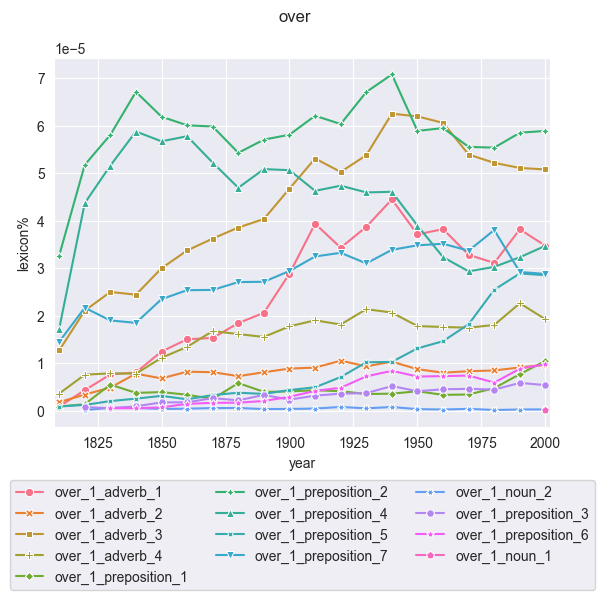 over
1e−5
7
6
5
4
3
2
1
0
lexicon%
1825 1850 1875 1900 1925 1950 1975 2000
year
over_1_adverb_1 over_1_preposition_2 over_1_noun_2
over_1_adverb_2 over_1_preposition_4 over_1_preposition_3
over_1_adverb_3 over_1_preposition_5 over_1_preposition_6
over_1_adverb_4 over_1_preposition_7 over_1_noun_1
over_1_preposition_1